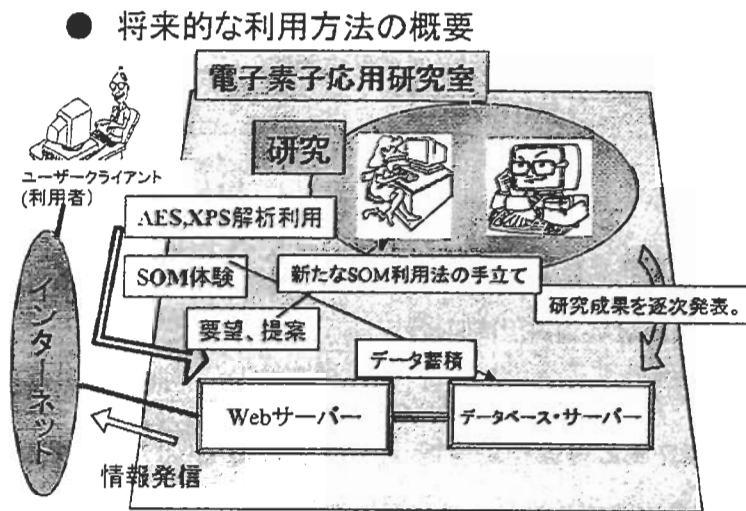 ● 将来的な利用方法の概要
電子素子応用研究室
研究
ユーザークライアント
(利用者)
AES,XPS解析利用
SOM体験
新たなSOM利用法の手立て
研究成果を逐次発表。
要望、提案
データ蓄積
インターネット
Webサーバー
データベース・サーバー
情報発信